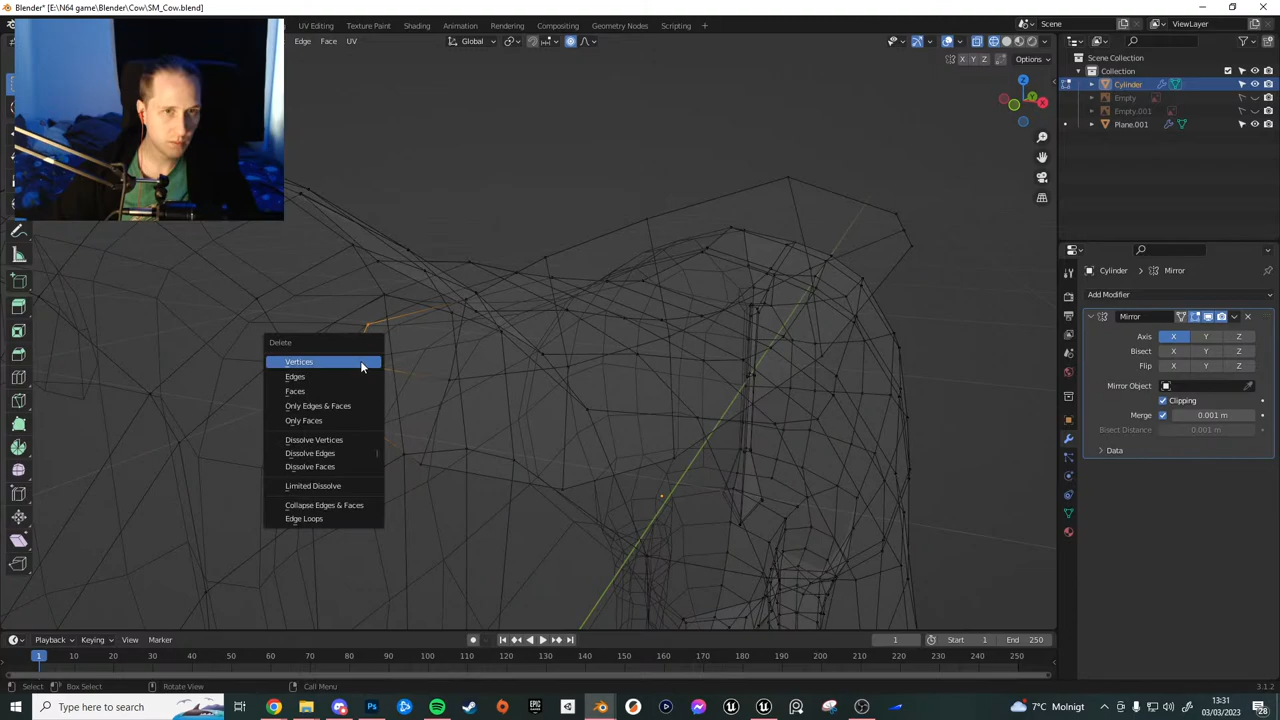 Blender* [E:\N64 game\Blender\Cow\SM_Cow.blend]
UV Editing
Texture Paint
Shading
Animation
Rendering
Compositing
Geometry Nodes
Scripting
Scene
ViewLayer
Edge
Face
UV
Global
X Y Z
Options
Scene Collection
Collection
Cylinder
Empty
Empty.001
Plane.001
Z
X
Y
Delete
Vertices
Edges
Faces
Only Edges & Faces
Only Faces
Dissolve Vertices
Dissolve Edges
Dissolve Faces
Limited Dissolve
Collapse Edges & Faces
Edge Loops
Cylinder
Mirror
Add Modifier
Mirror
Axis X Y Z
Bisect X Y Z
Flip X Y Z
Mirror Object
Clipping
Merge 0.001 m
Bisect Distance 0.001 m
Data
Playback
Keying
View
Marker
1
Start 1
End 250
1 10 20 30 40 50 60 70 80 90 100 110 120 130 140 150 160 170 180 190 200 210 220 230 240 250
Select
Box Select
Rotate View
Call Menu
3.1.2
Type here to search
7°C Molnigt
13:31
03/03/2023